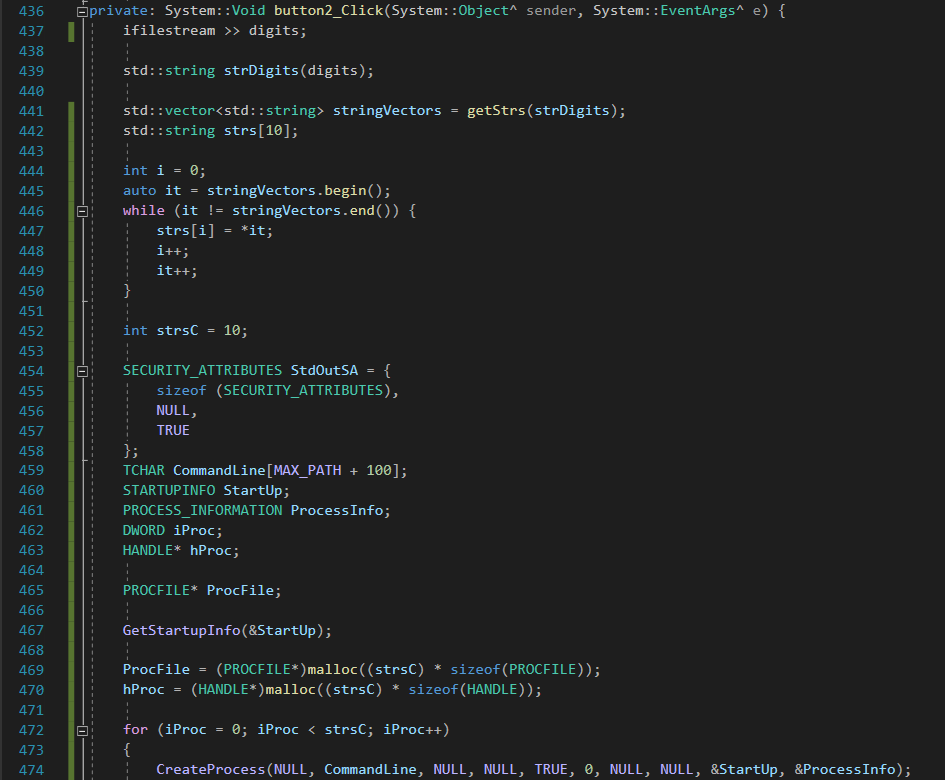 436 private: System::Void button2_Click(System::Object^ sender, System::EventArgs^ e) {
437     ifilestream >> digits;
438
439     std::string strDigits(digits);
440
441     std::vector<std::string> stringVectors = getStrs(strDigits);
442     std::string strs[10];
443
444     int i = 0;
445     auto it = stringVectors.begin();
446     while (it != stringVectors.end()) {
447         strs[i] = *it;
448         i++;
449         it++;
450     }
451
452     int strsC = 10;
453
454     SECURITY_ATTRIBUTES StdOutSA = {
455         sizeof (SECURITY_ATTRIBUTES),
456         NULL,
457         TRUE
458     };
459     TCHAR CommandLine[MAX_PATH + 100];
460     STARTUPINFO StartUp;
461     PROCESS_INFORMATION ProcessInfo;
462     DWORD iProc;
463     HANDLE* hProc;
464
465     PROCFILE* ProcFile;
466
467     GetStartupInfo(&StartUp);
468
469     ProcFile = (PROCFILE*)malloc((strsC) * sizeof(PROCFILE));
470     hProc = (HANDLE*)malloc((strsC) * sizeof(HANDLE));
471
472     for (iProc = 0; iProc < strsC; iProc++)
473     {
474         CreateProcess(NULL, CommandLine, NULL, NULL, TRUE, 0, NULL, NULL, &StartUp, &ProcessInfo);